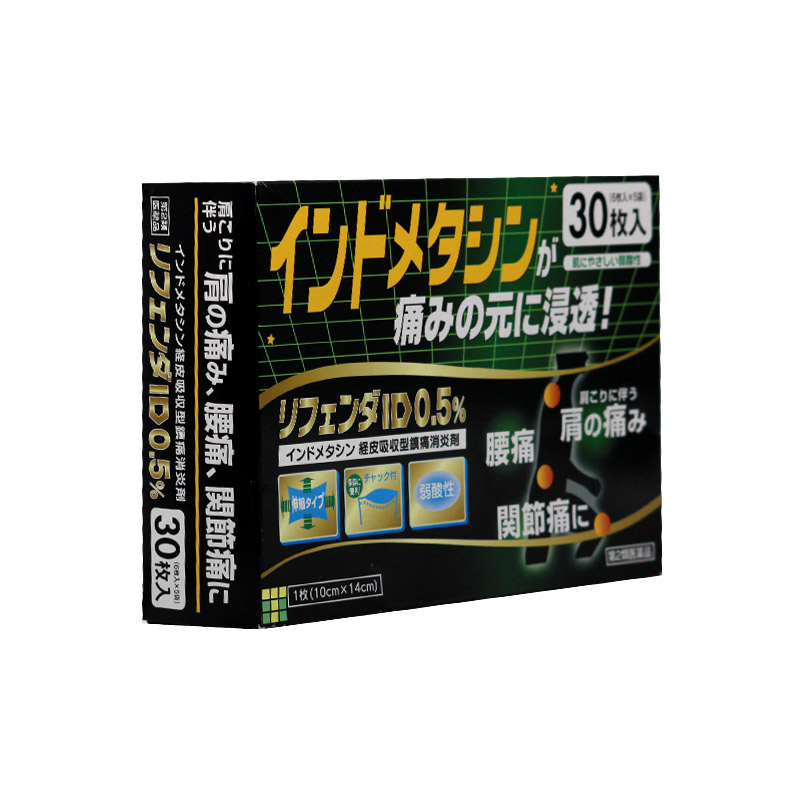 インドメタシンが
痛みの元に浸透!
30枚入
(6枚入×5袋)
肌にやさしい弱酸性
リフェンダID0.5%
インドメタシン 経皮吸収型鎮痛消炎剤
伸縮タイプ
保存に便利!
チャック付
弱酸性
肩こりに伴う
肩の痛み
腰痛
関節痛に
1枚(10cm×14cm)
第2類医薬品
肩こりに伴う
肩の痛み、腰痛、関節痛に
第2類
医薬品
インドメタシン経皮吸収型鎮痛消炎剤
リフェンダID0.5%
30枚入
(6枚入×5袋)